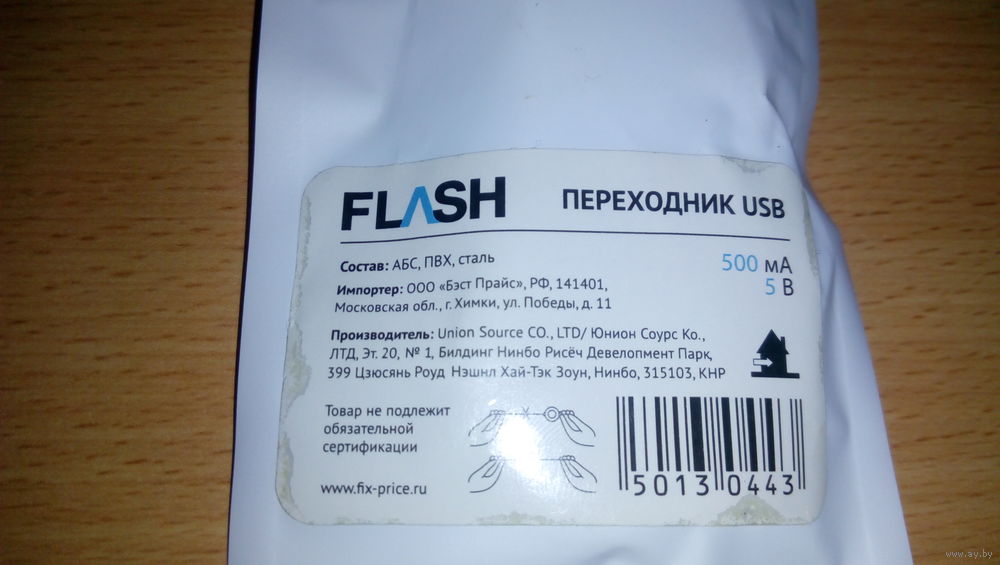 FLASH
ПЕРЕХОДНИК USB
Состав: АБС, ПВХ, сталь
500 мА
5 В
Импортер: ООО «Бэст Прайс», РФ, 141401,
Московская обл., г. Химки, ул. Победы, д. 11
Производитель: Union Source CO., LTD/ Юнион Соурс Ко.,
ЛТД, Эт. 20, № 1, Билдинг Нинбо Рисёч Девелопмент Парк,
399 Цзюсянь Роуд Нэшнл Хай-Тэк Зоун, Нинбо, 315103, КНР
Товар не подлежит
обязательной
сертификации
www.fix-price.ru
50130443
www.ay.by